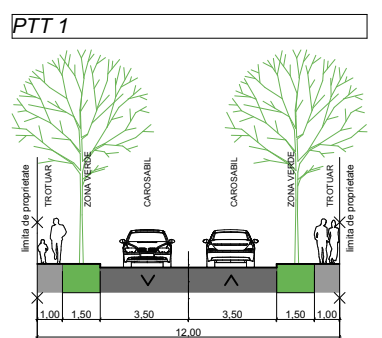 PTT 1
limita de proprietate
TROTUAR
ZONA VERDE
CAROSABIL
CAROSABIL
ZONA VERDE
TROTUAR
limita de proprietate
1,00 1,50 3,50 3,50 1,50 1,00
12,00